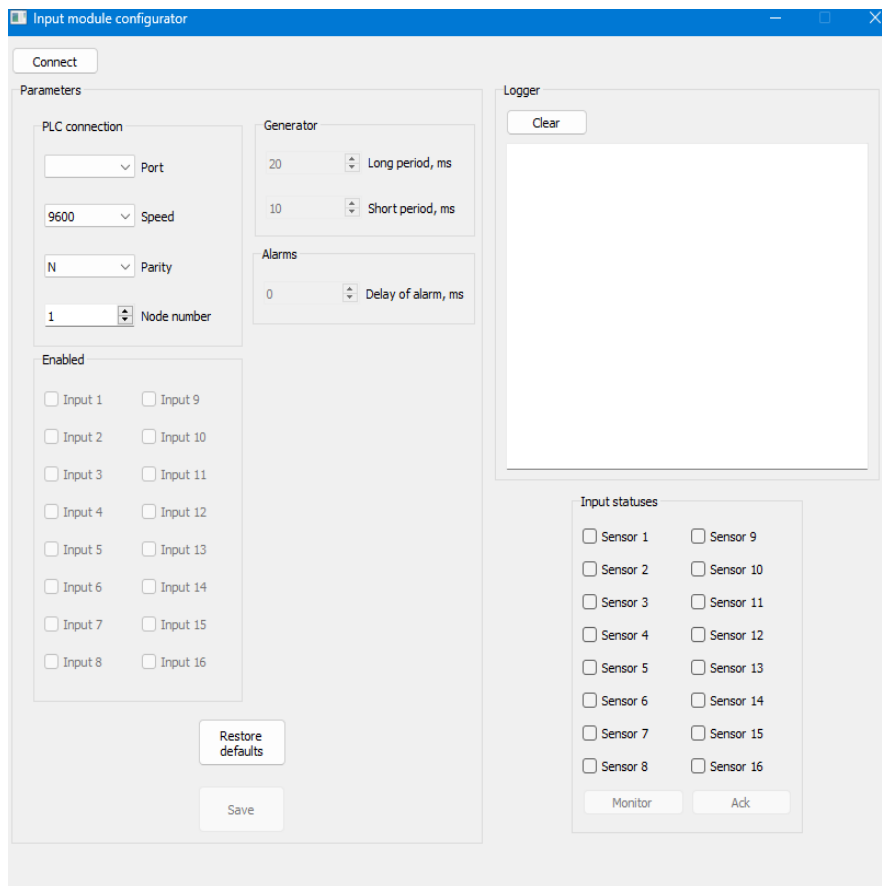 Input module configurator
Connect
Parameters
PLC connection
Port
9600 Speed
N Parity
1 Node number
Generator
20 Long period, ms
10 Short period, ms
Alarms
0 Delay of alarm, ms
Enabled
Input 1 Input 9
Input 2 Input 10
Input 3 Input 11
Input 4 Input 12
Input 5 Input 13
Input 6 Input 14
Input 7 Input 15
Input 8 Input 16
Restore
defaults
Save
Logger
Clear
Input statuses
Sensor 1 Sensor 9
Sensor 2 Sensor 10
Sensor 3 Sensor 11
Sensor 4 Sensor 12
Sensor 5 Sensor 13
Sensor 6 Sensor 14
Sensor 7 Sensor 15
Sensor 8 Sensor 16
Monitor Ack